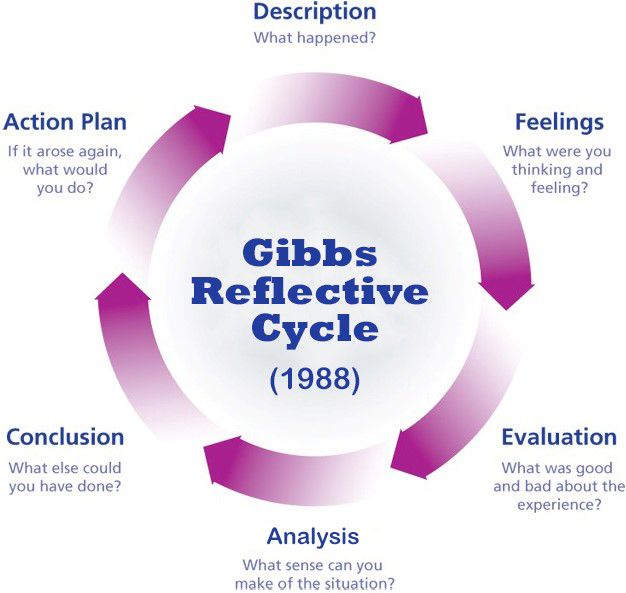 Description
What happened?
Feelings
What were you
thinking and
feeling?
Evaluation
What was good
and bad about the
experience?
Analysis
What sense can you
make of the situation?
Conclusion
What else could
you have done?
Action Plan
If it arose again,
what would
you do?
Gibbs
Reflective
Cycle
(1988)